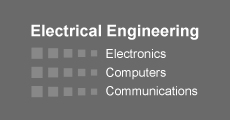 Electrical Engineering
Electronics
Computers
Communications